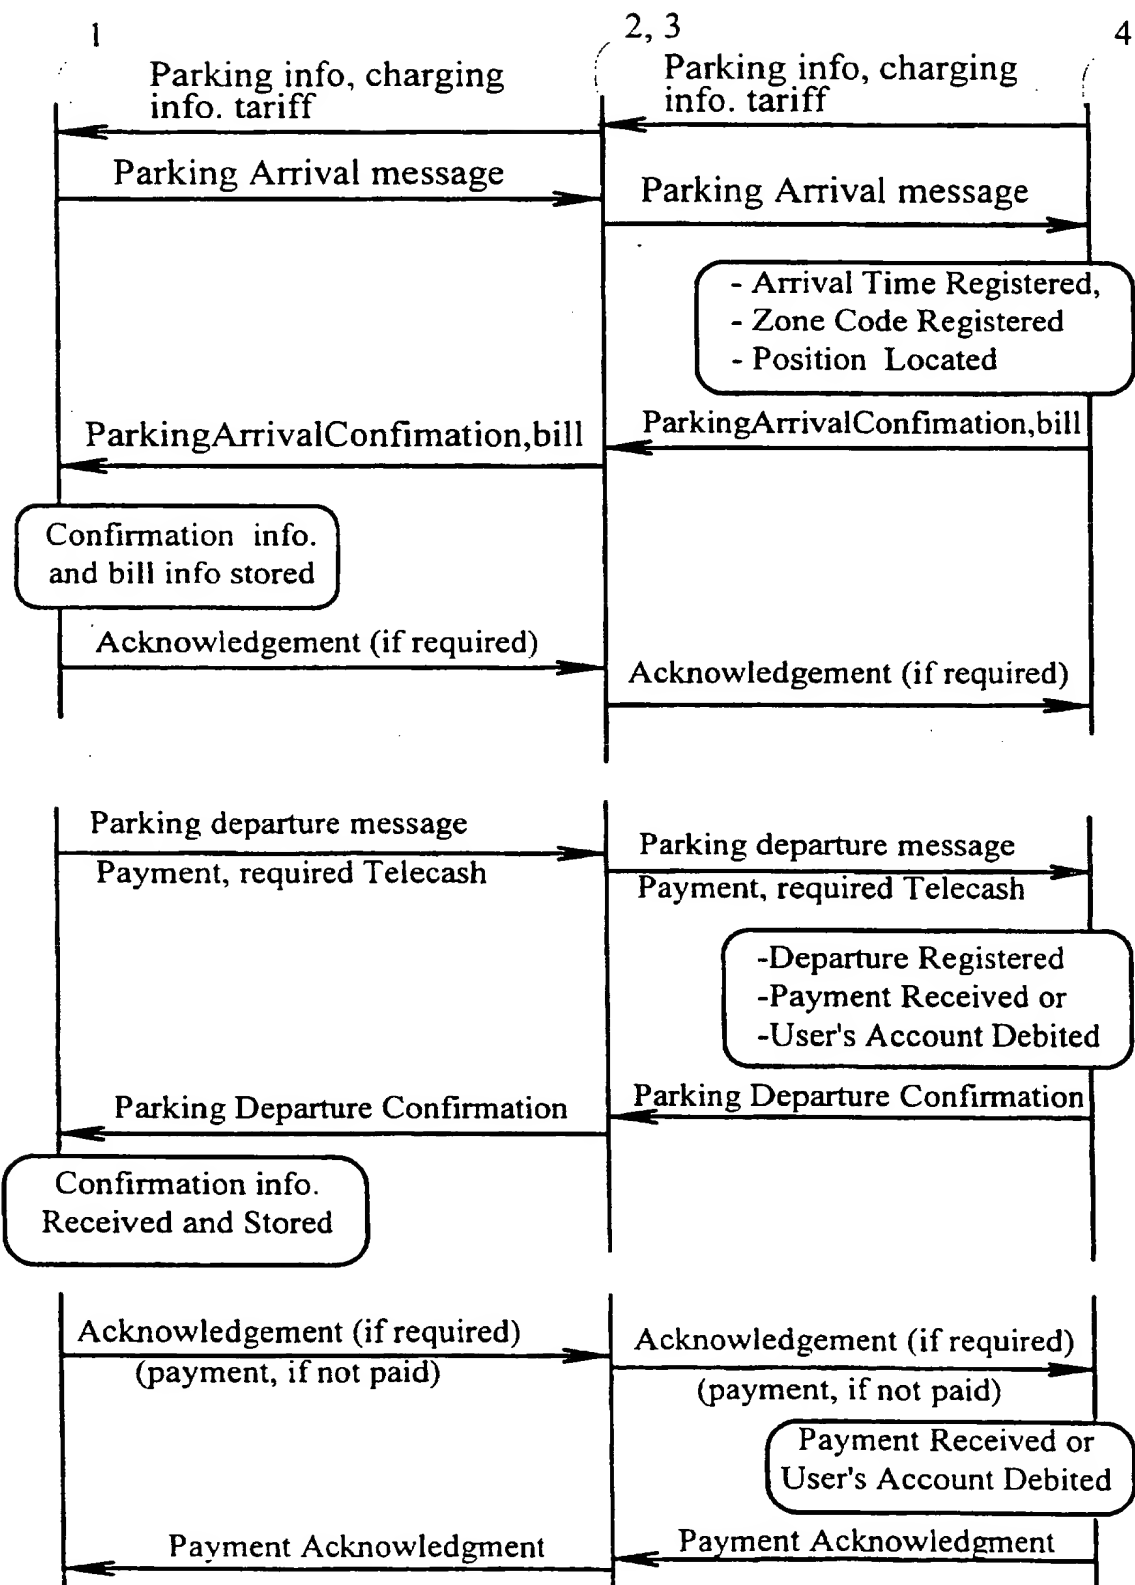 1
2, 3
4
Parking info, charging
info. tariff
Parking info, charging
info. tariff
Parking Arrival message
Parking Arrival message
- Arrival Time Registered,
- Zone Code Registered
- Position Located
ParkingArrivalConfimation,bill
ParkingArrivalConfimation,bill
Confirmation info.
and bill info stored
Acknowledgement (if required)
Acknowledgement (if required)
Parking departure message
Payment, required Telecash
Parking departure message
Payment, required Telecash
-Departure Registered
-Payment Received or
-User's Account Debited
Parking Departure Confirmation
Parking Departure Confirmation
Confirmation info.
Received and Stored
Acknowledgement (if required)
(payment, if not paid)
Acknowledgement (if required)
(payment, if not paid)
Payment Received or
User's Account Debited
Payment Acknowledgment
Payment Acknowledgment